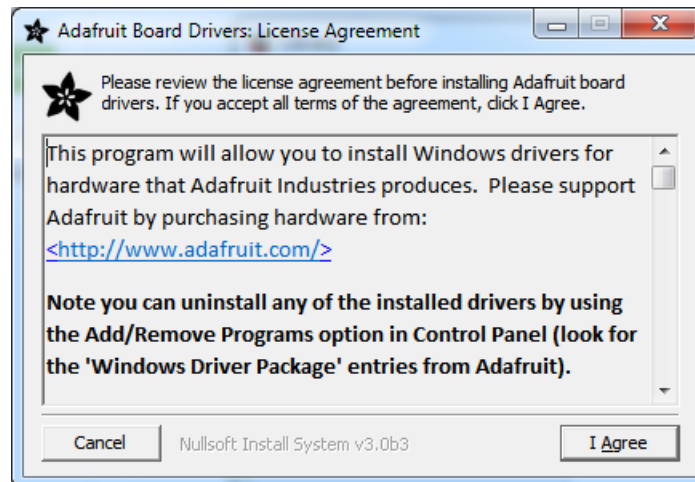 Adafruit Board Drivers: License Agreement
Please review the license agreement before installing Adafruit board
drivers. If you accept all terms of the agreement, click I Agree.
This program will allow you to install Windows drivers for
hardware that Adafruit Industries produces.  Please support
Adafruit by purchasing hardware from:
<http://www.adafruit.com/>
Note you can uninstall any of the installed drivers by using
the Add/Remove Programs option in Control Panel (look for
the 'Windows Driver Package' entries from Adafruit).
Cancel Nullsoft Install System v3.0b3 I Agree